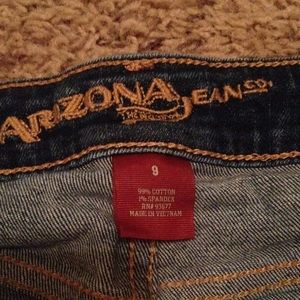 ARIZONA JEAN CO.
9
99% COTTON
1% SPANDEX
RN# 93677
MADE IN VIETNAM